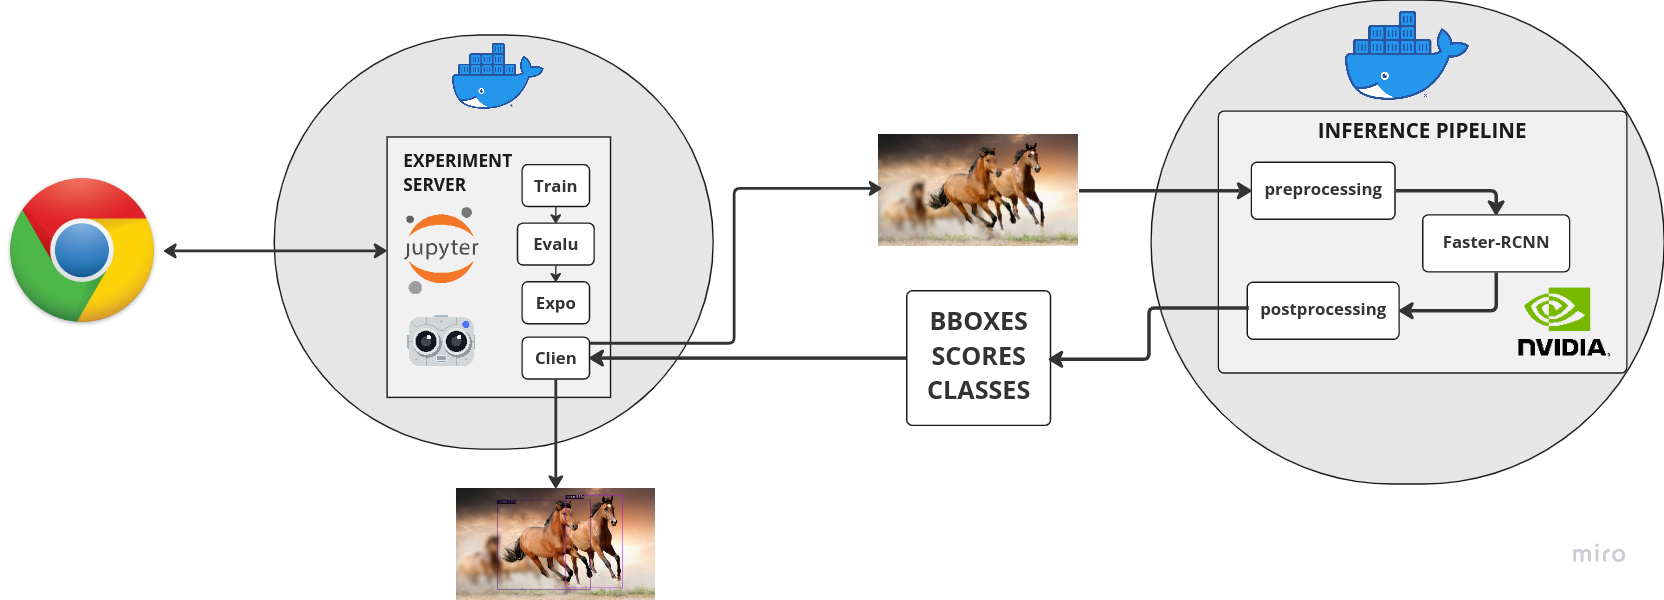 EXPERIMENT
SERVER
Train
Evalu
Expo
Clien
jupyter
BBOXES
SCORES
CLASSES
INFERENCE PIPELINE
preprocessing
Faster-RCNN
postprocessing
NVIDIA
miro